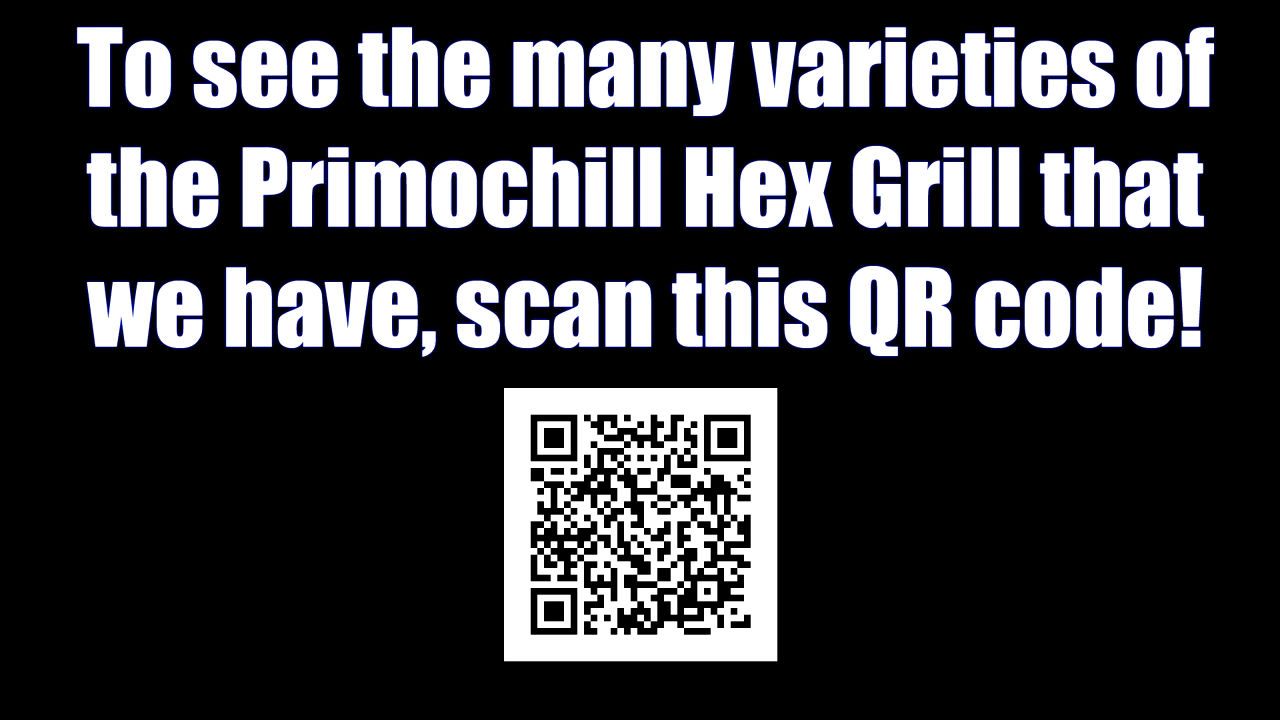 To see the many varieties of
the Primochill Hex Grill that
we have, scan this QR code!